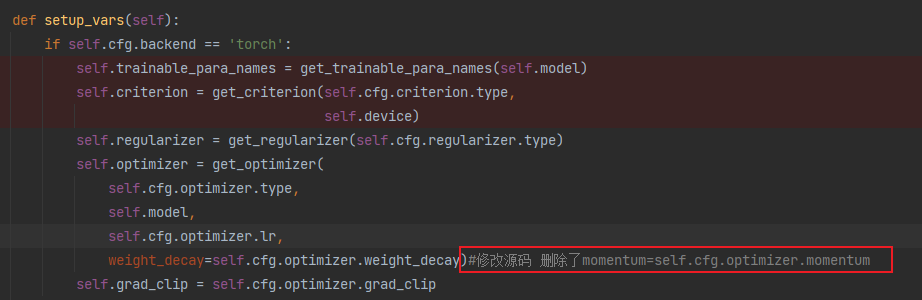 def setup_vars(self):
if self.cfg.backend == 'torch':
self.trainable_para_names = get_trainable_para_names(self.model)
self.criterion = get_criterion(self.cfg.criterion.type,
self.device)
self.regularizer = get_regularizer(self.cfg.regularizer.type)
self.optimizer = get_optimizer(
self.cfg.optimizer.type,
self.model,
self.cfg.optimizer.lr,
weight_decay=self.cfg.optimizer.weight_decay)#修改源码 删除了momentum=self.cfg.optimizer.momentum
self.grad_clip = self.cfg.optimizer.grad_clip